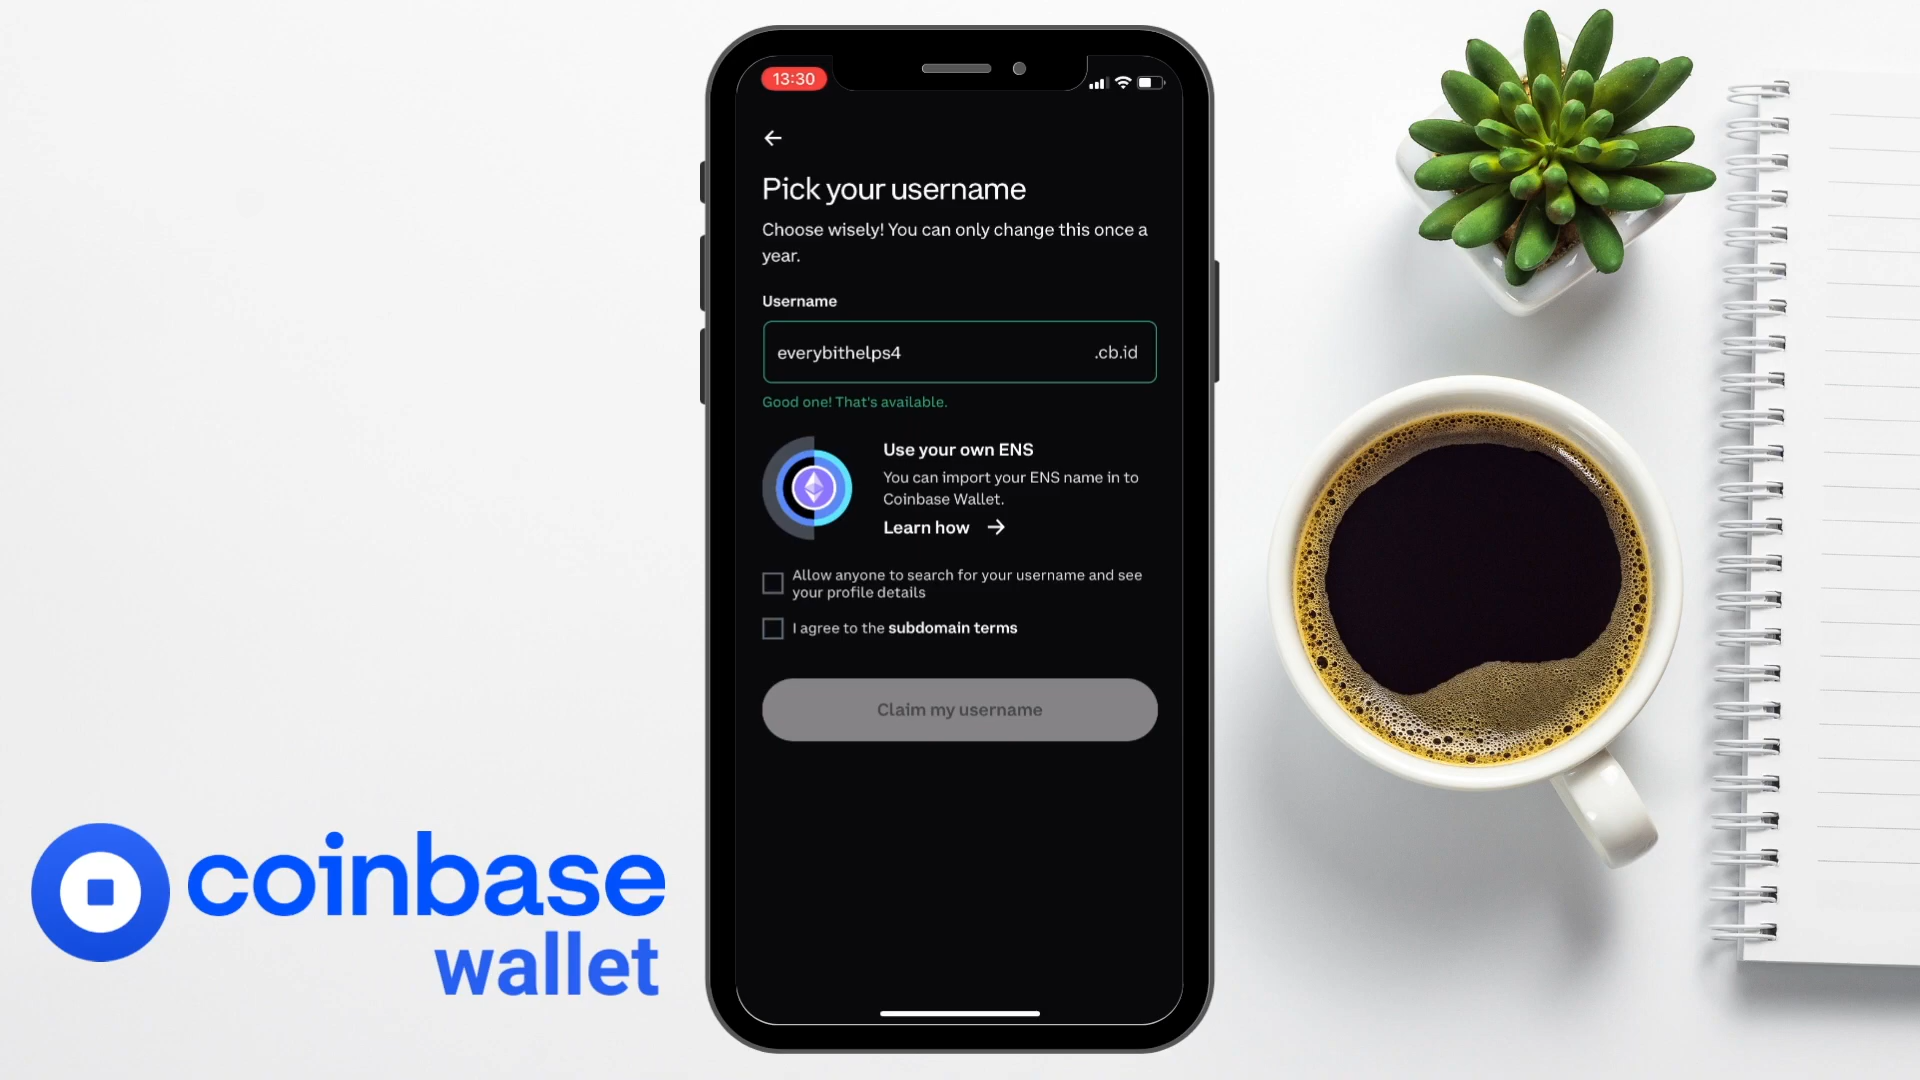 13:30
Pick your username
Choose wisely! You can only change this once a
year.
Username
everybithelps4 .cb.id
Good one! That's available.
Use your own ENS
You can import your ENS name in to
Coinbase Wallet.
Learn how →
Allow anyone to search for your username and see
your profile details
I agree to the subdomain terms
Claim my username
coinbase
wallet